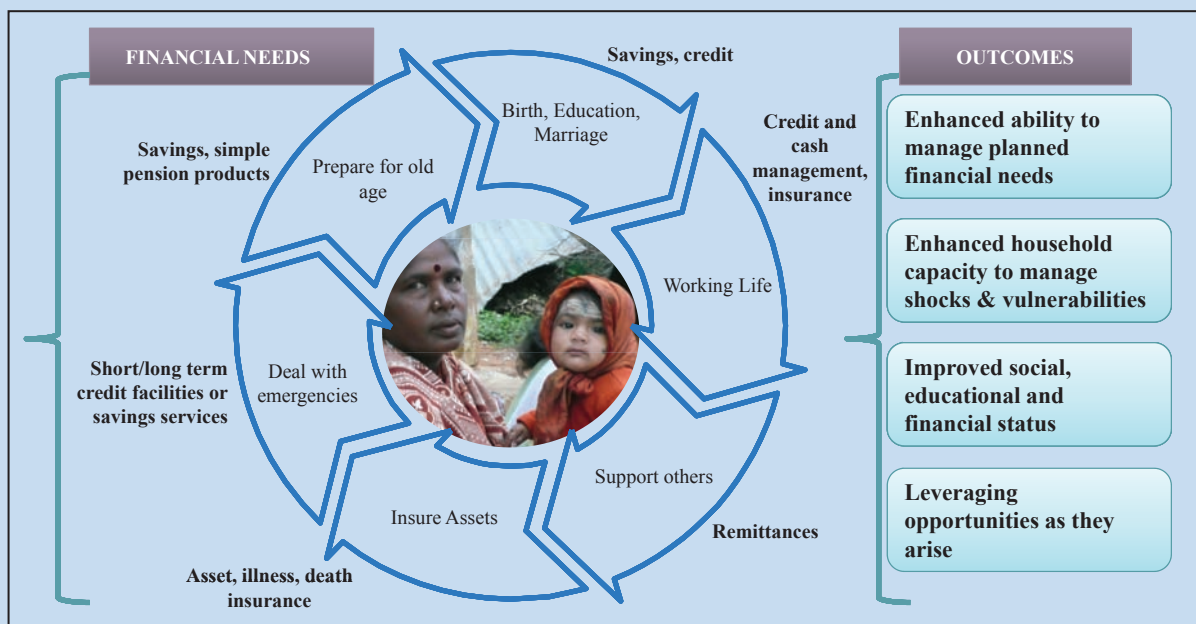 FINANCIAL NEEDS
OUTCOMES
Savings, credit
Birth, Education,
Marriage
Credit and
cash
management,
insurance
Working Life
Support others
Remittances
Insure Assets
Asset, illness, death
insurance
Deal with
emergencies
Short/long term
credit facilities or
savings services
Prepare for old
age
Savings, simple
pension products
Enhanced ability to
manage planned
financial needs
Enhanced household
capacity to manage
shocks & vulnerabilities
Improved social,
educational and
financial status
Leveraging
opportunities as they
arise